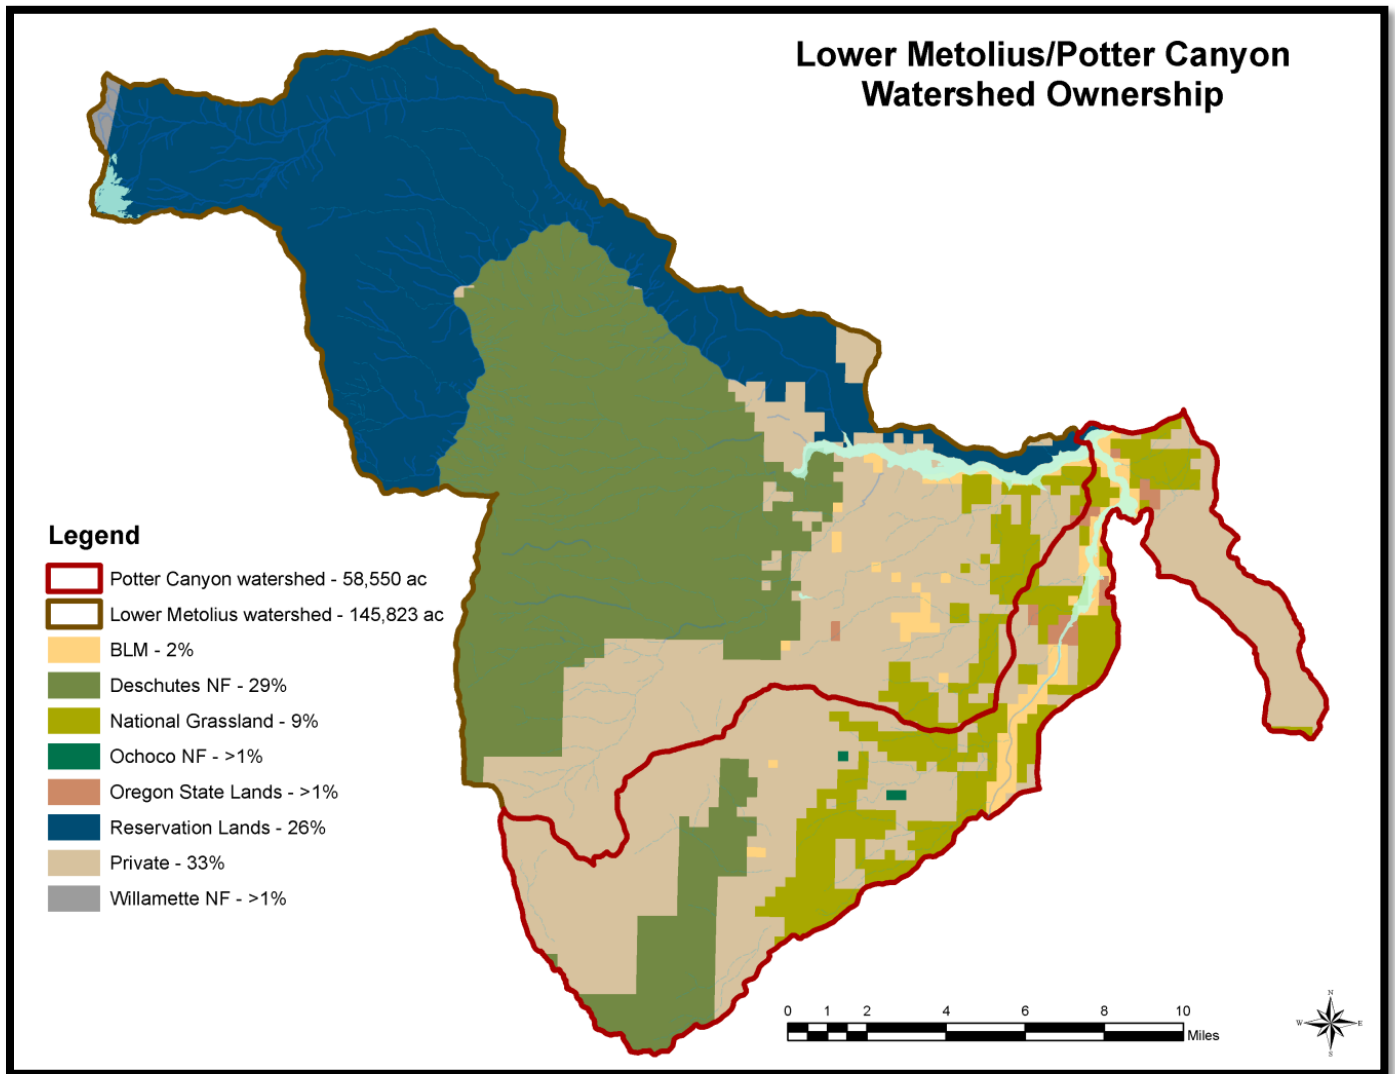 Lower Metolius/Potter Canyon
Watershed Ownership
Legend
Potter Canyon watershed - 58,550 ac
Lower Metolius watershed - 145,823 ac
BLM - 2%
Deschutes NF - 29%
National Grassland - 9%
Ochoco NF - >1%
Oregon State Lands - >1%
Reservation Lands - 26%
Private - 33%
Willamette NF - >1%
0 1 2 4 6 8 10
Miles
N
W E
S